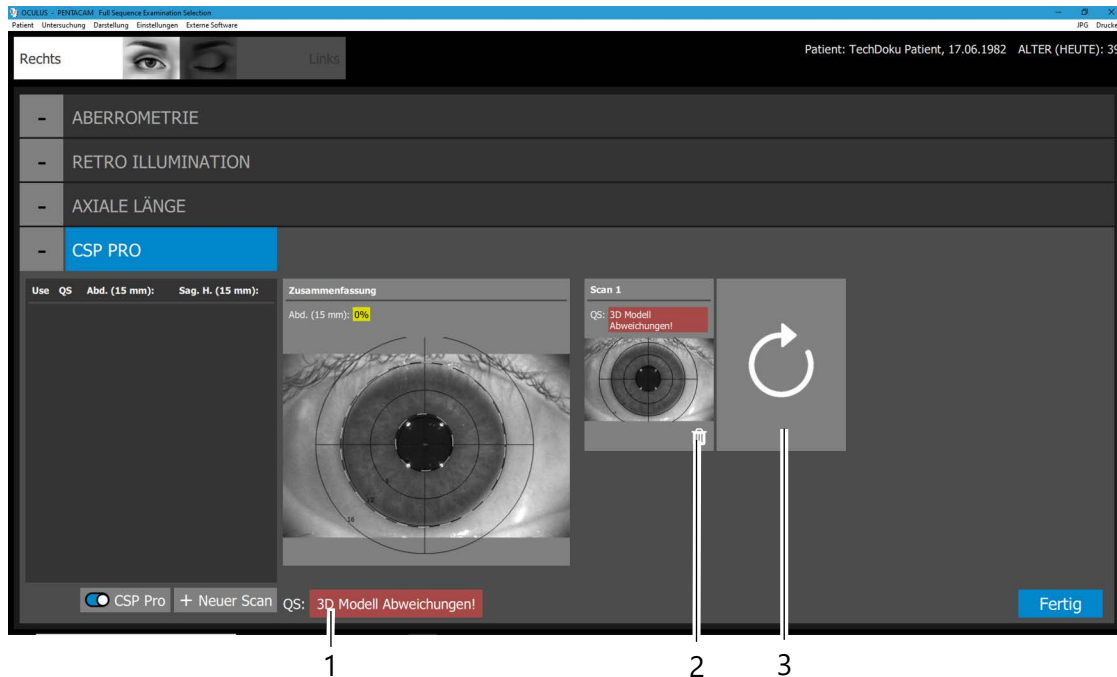 OCULUS - PENTACAM Full Sequence Examination Selection
Patient Untersuchung Darstellung Einstellungen Externe Software JPG Drucke
Rechts Links Patient: TechDoku Patient, 17.06.1982 ALTER (HEUTE): 39
- ABERROMETRIE
- RETRO ILLUMINATION
- AXIALE LÄNGE
- CSP PRO
Use QS Abd. (15 mm): Sag. H. (15 mm):
Zusammenfassung
Abd. (15 mm): 0%
8
12
16
Scan 1
QS: 3D Modell
Abweichungen!
CSP Pro + Neuer Scan QS: 3D Modell Abweichungen! Fertig
1 2 3